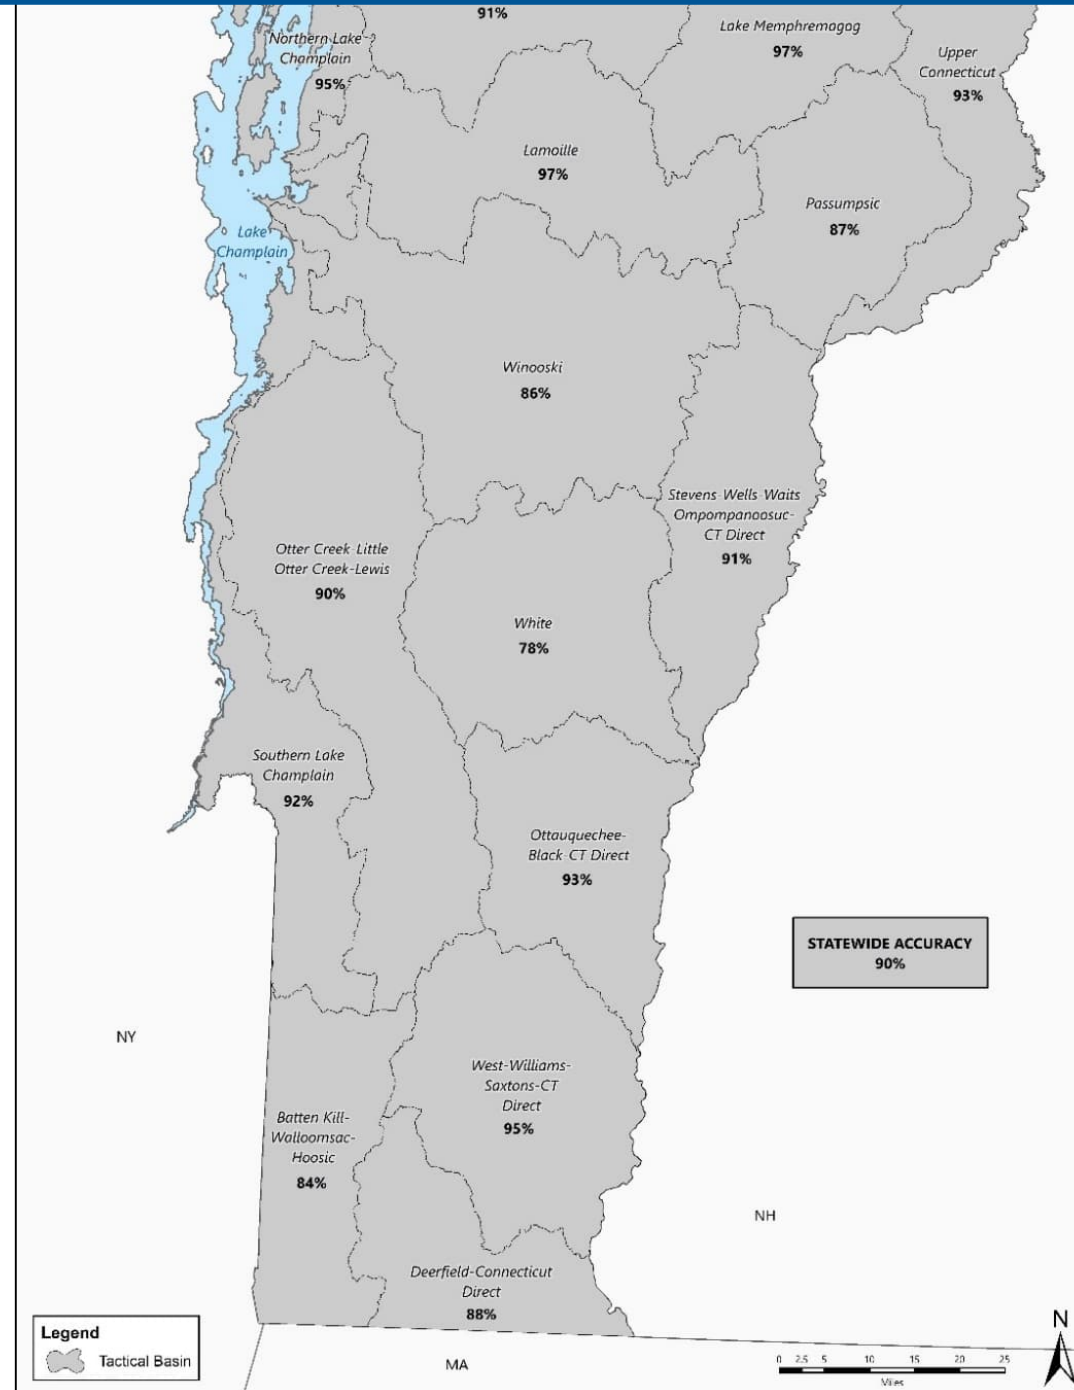 91%
Lake Memphremagog
97%
Northern Lake
Champlain
95%
Upper
Connecticut
93%
Lamoille
97%
Passumpsic
87%
Lake
Champlain
Winooski
86%
Stevens-Wells-Waits
Ompompanoosuc-
CT Direct
91%
Otter Creek-Little
Otter Creek-Lewis
90%
White
78%
Southern Lake
Champlain
92%
Ottauquechee-
Black-CT Direct
93%
STATEWIDE ACCURACY
90%
NY
West-Williams-
Saxtons-CT
Direct
95%
Batten Kill-
Walloomsac-
Hoosic
84%
NH
Deerfield-Connecticut
Direct
88%
Legend
Tactical Basin
MA
0 2.5 5 10 15 20 25
Miles
N